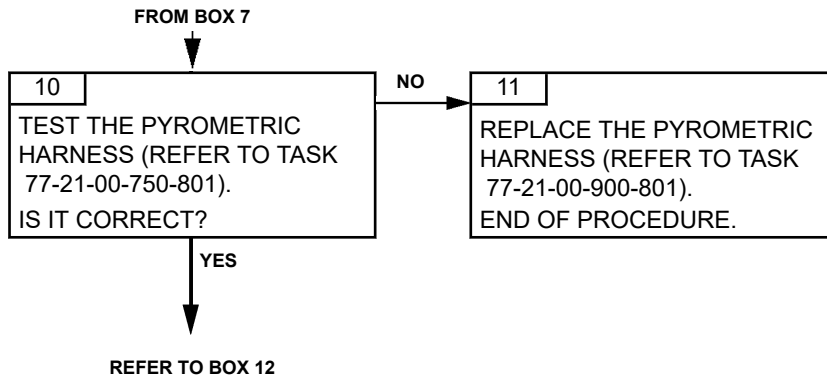 FROM BOX 7
10
TEST THE PYROMETRIC
HARNESS (REFER TO TASK
77-21-00-750-801).
IS IT CORRECT?
NO
11
REPLACE THE PYROMETRIC
HARNESS (REFER TO TASK
77-21-00-900-801).
END OF PROCEDURE.
YES
REFER TO BOX 12